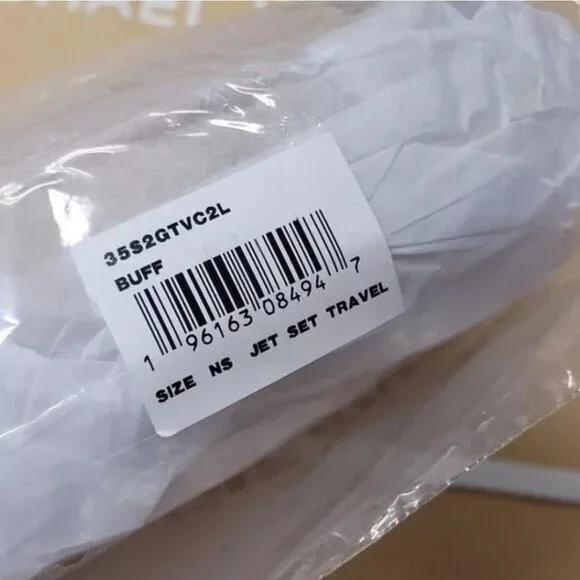 35S2GTVC2L
BUFF
1 96163 08494 7
SIZE NS JET SET TRAVEL